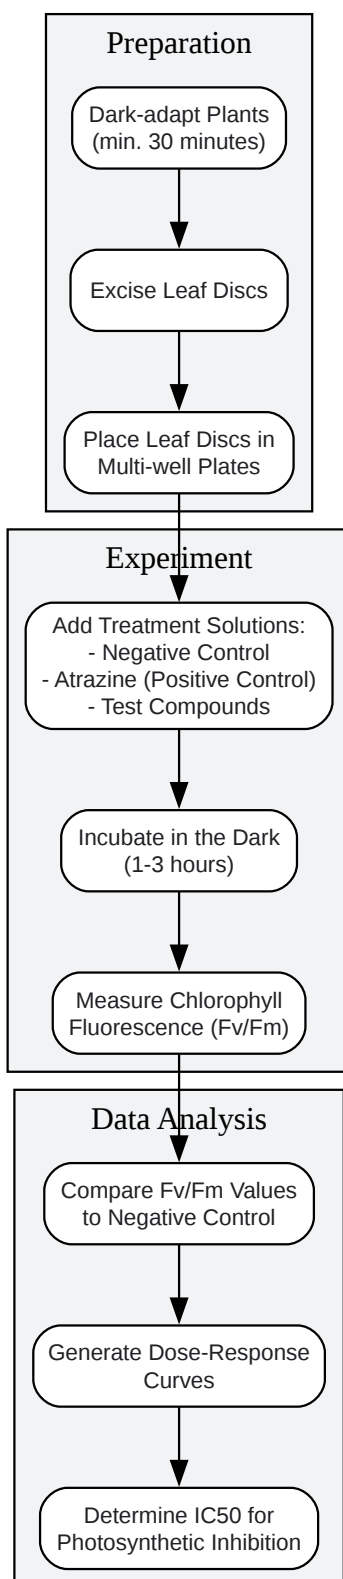 Preparation
Dark-adapt Plants
(min. 30 minutes)
Excise Leaf Discs
Place Leaf Discs in
Multi-well Plates
Experiment
Add Treatment Solutions:
- Negative Control
- Atrazine (Positive Control)
- Test Compounds
Incubate in the Dark
(1-3 hours)
Measure Chlorophyll
Fluorescence (Fv/Fm)
Data Analysis
Compare Fv/Fm Values
to Negative Control
Generate Dose-Response
Curves
Determine IC50 for
Photosynthetic Inhibition